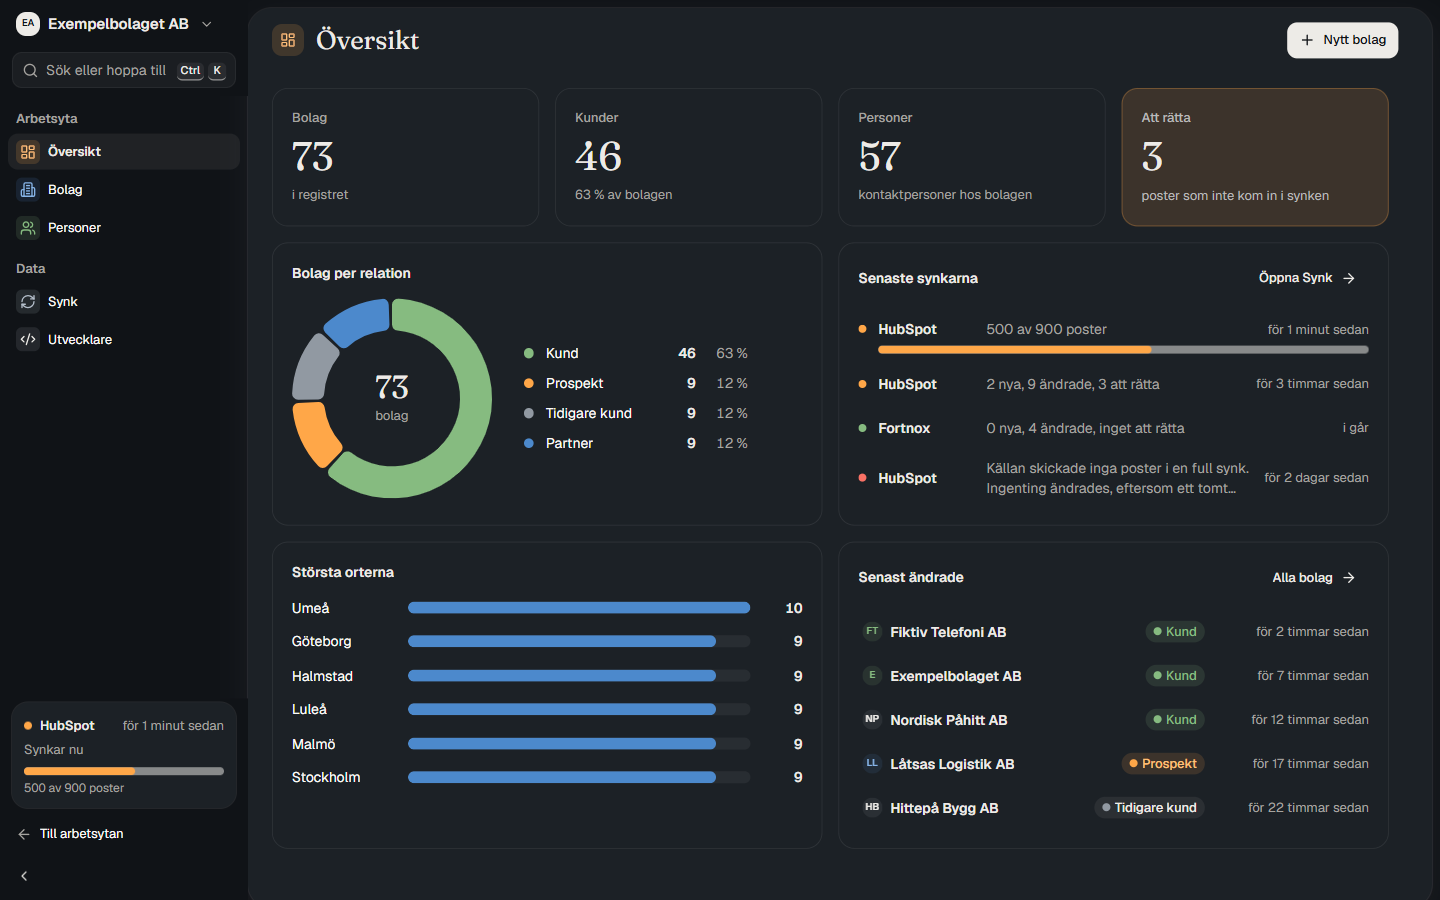 EA Exempelbolaget AB
Sök eller hoppa till Ctrl K
Arbetsyta
Översikt
Bolag
Personer
Data
Synk
Utvecklare
HubSpot för 1 minut sedan
Synkar nu
500 av 900 poster
Till arbetsytan
Översikt
Nytt bolag
Bolag
73
i registret
Kunder
46
63 % av bolagen
Personer
57
kontaktpersoner hos bolagen
Att rätta
3
poster som inte kom in i synken
Bolag per relation
73
bolag
Kund 46 63 %
Prospekt 9 12 %
Tidigare kund 9 12 %
Partner 9 12 %
Senaste synkarna Öppna Synk
HubSpot 500 av 900 poster för 1 minut sedan
HubSpot 2 nya, 9 ändrade, 3 att rätta för 3 timmar sedan
Fortnox 0 nya, 4 ändrade, inget att rätta i går
HubSpot Källan skickade inga poster i en full synk. för 2 dagar sedan
Ingenting ändrades, eftersom ett tomt…
Största orterna
Umeå 10
Göteborg 9
Halmstad 9
Luleå 9
Malmö 9
Stockholm 9
Senast ändrade Alla bolag
FT Fiktiv Telefoni AB Kund för 2 timmar sedan
E Exempelbolaget AB Kund för 7 timmar sedan
NP Nordisk Påhitt AB Kund för 12 timmar sedan
LL Låtsas Logistik AB Prospekt för 17 timmar sedan
HB Hittepå Bygg AB Tidigare kund för 22 timmar sedan